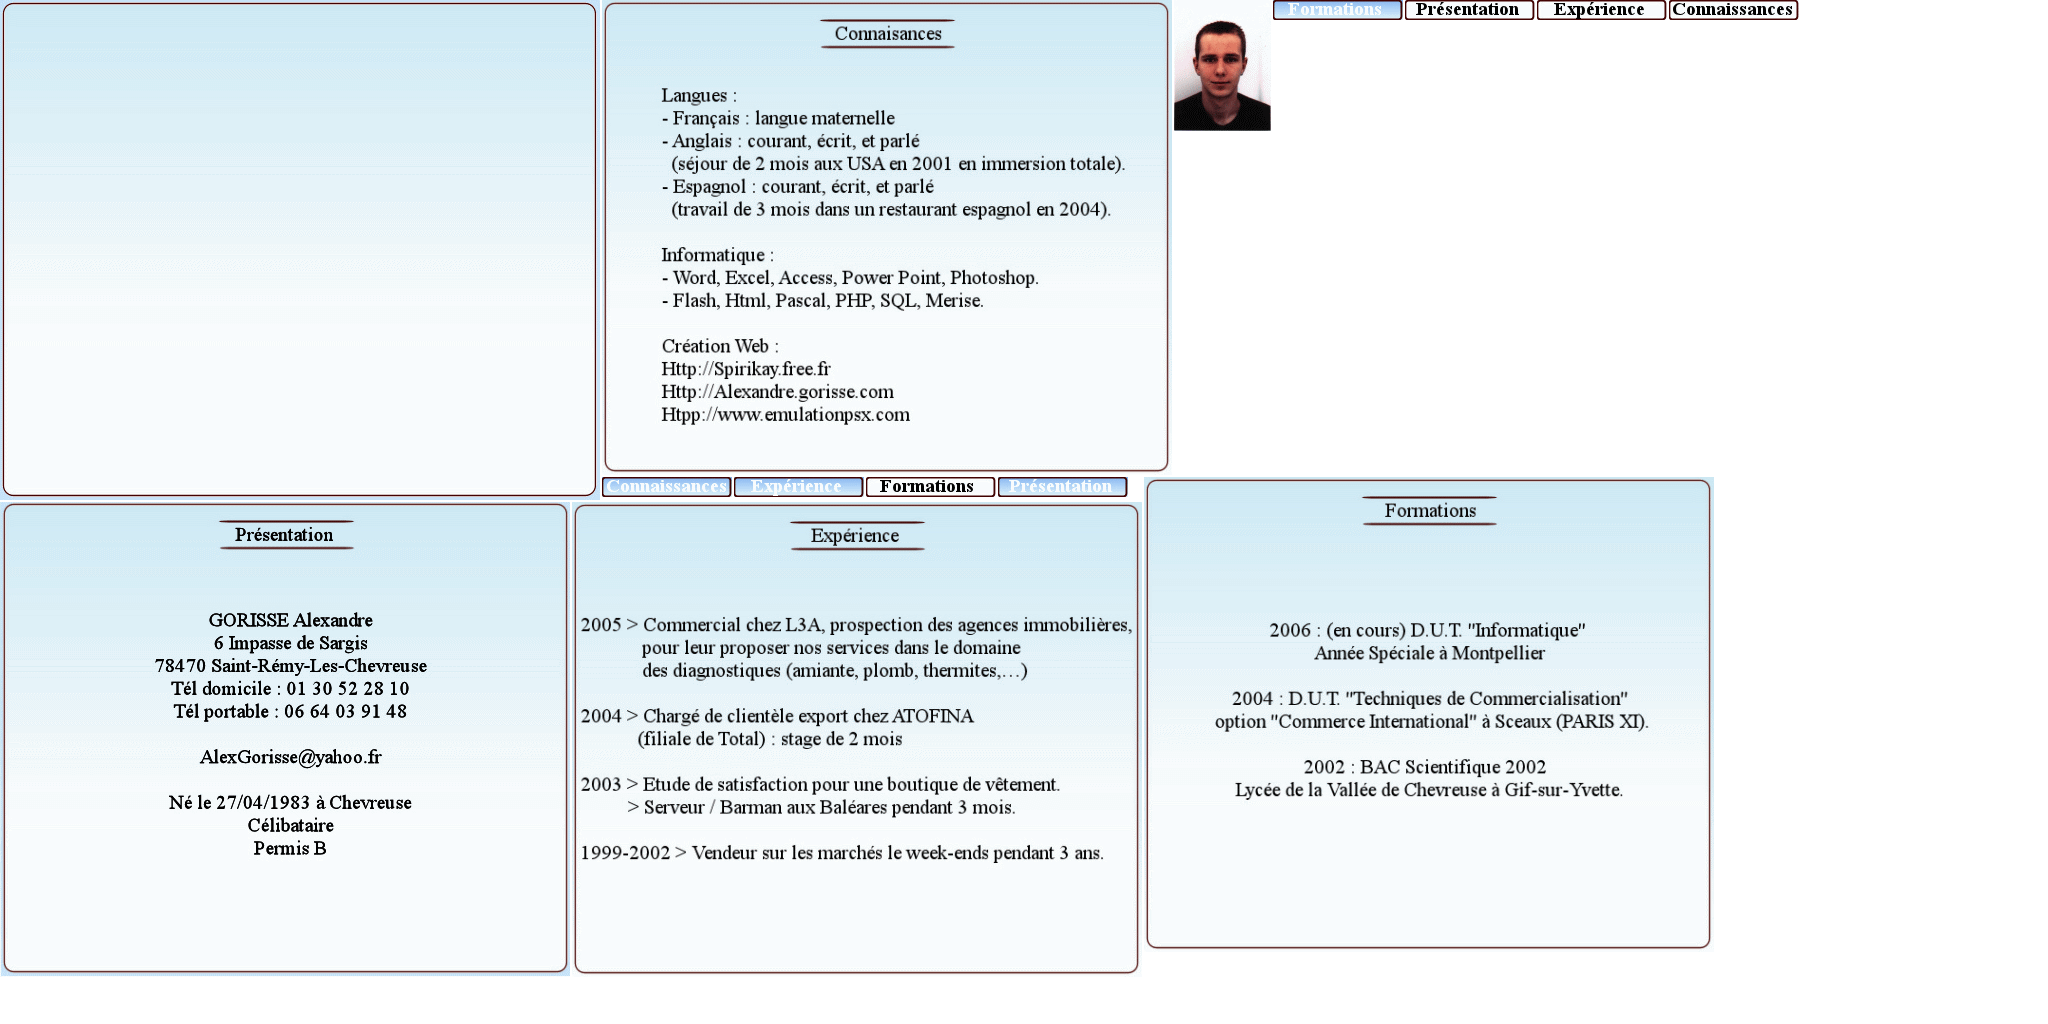 Connaisances
Langues :
- Français : langue maternelle
- Anglais : courant, écrit, et parlé
(séjour de 2 mois aux USA en 2001 en immersion totale).
- Espagnol : courant, écrit, et parlé
(travail de 3 mois dans un restaurant espagnol en 2004).
Informatique :
- Word, Excel, Access, Power Point, Photoshop.
- Flash, Html, Pascal, PHP, SQL, Merise.
Création Web :
Http://Spirikay.free.fr
Http://Alexandre.gorisse.com
Htpp://www.emulationpsx.com
Formations Présentation Expérience Connaissances
Connaissances Expérience Formations Présentation
Présentation
GORISSE Alexandre
6 Impasse de Sargis
78470 Saint-Rémy-Les-Chevreuse
Tél domicile : 01 30 52 28 10
Tél portable : 06 64 03 91 48
AlexGorisse@yahoo.fr
Né le 27/04/1983 à Chevreuse
Célibataire
Permis B
Expérience
2005 > Commercial chez L3A, prospection des agences immobilières,
pour leur proposer nos services dans le domaine
des diagnostiques (amiante, plomb, thermites,…)
2004 > Chargé de clientèle export chez ATOFINA
(filiale de Total) : stage de 2 mois
2003 > Etude de satisfaction pour une boutique de vêtement.
> Serveur / Barman aux Baléares pendant 3 mois.
1999-2002 > Vendeur sur les marchés le week-ends pendant 3 ans.
Formations
2006 : (en cours) D.U.T. "Informatique"
Année Spéciale à Montpellier
2004 : D.U.T. "Techniques de Commercialisation"
option "Commerce International" à Sceaux (PARIS XI).
2002 : BAC Scientifique 2002
Lycée de la Vallée de Chevreuse à Gif-sur-Yvette.